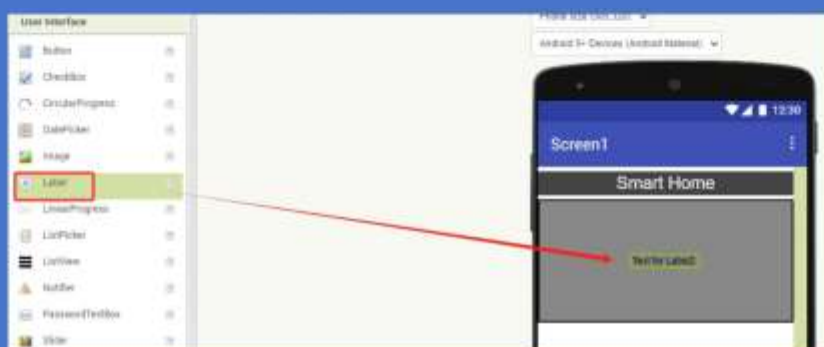 User Interface
Button
CheckBox
CircularProgress
DatePicker
Image
Label
LinearProgress
ListPicker
ListView
Notifier
PasswordTextBox
Slider
Android 5+ Devices (Android Material)
12:30
Screen1
Smart Home
Text for Label2